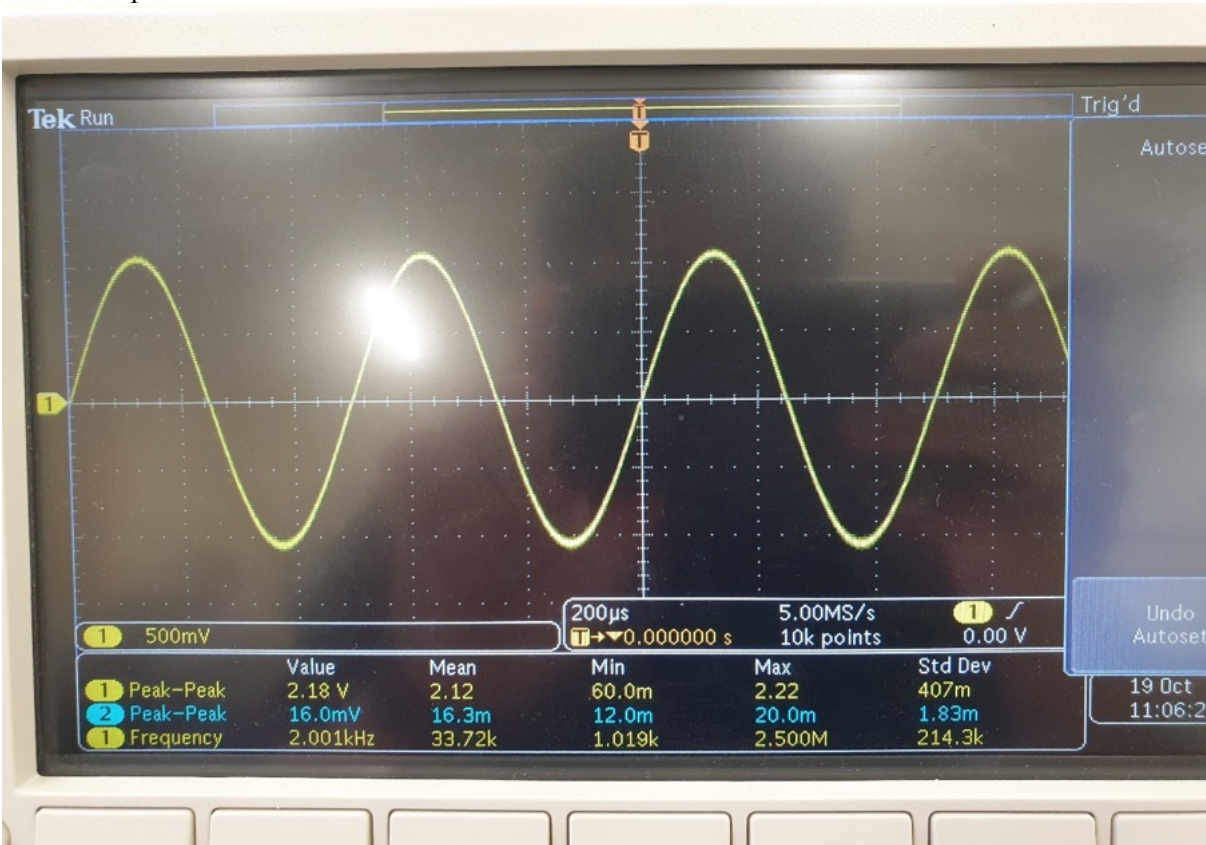 Tek Run
Trig'd
T
T
Autose
1
200µs 5.00MS/s 1
T→▼0.000000 s 10k points 0.00 V
1 500mV
Undo
Autoset
Value Mean Min Max Std Dev
1 Peak–Peak 2.18 V 2.12 60.0m 2.22 407m
2 Peak–Peak 16.0mV 16.3m 12.0m 20.0m 1.83m
1 Frequency 2.001kHz 33.72k 1.019k 2.500M 214.3k
19 Oct
11:06:2